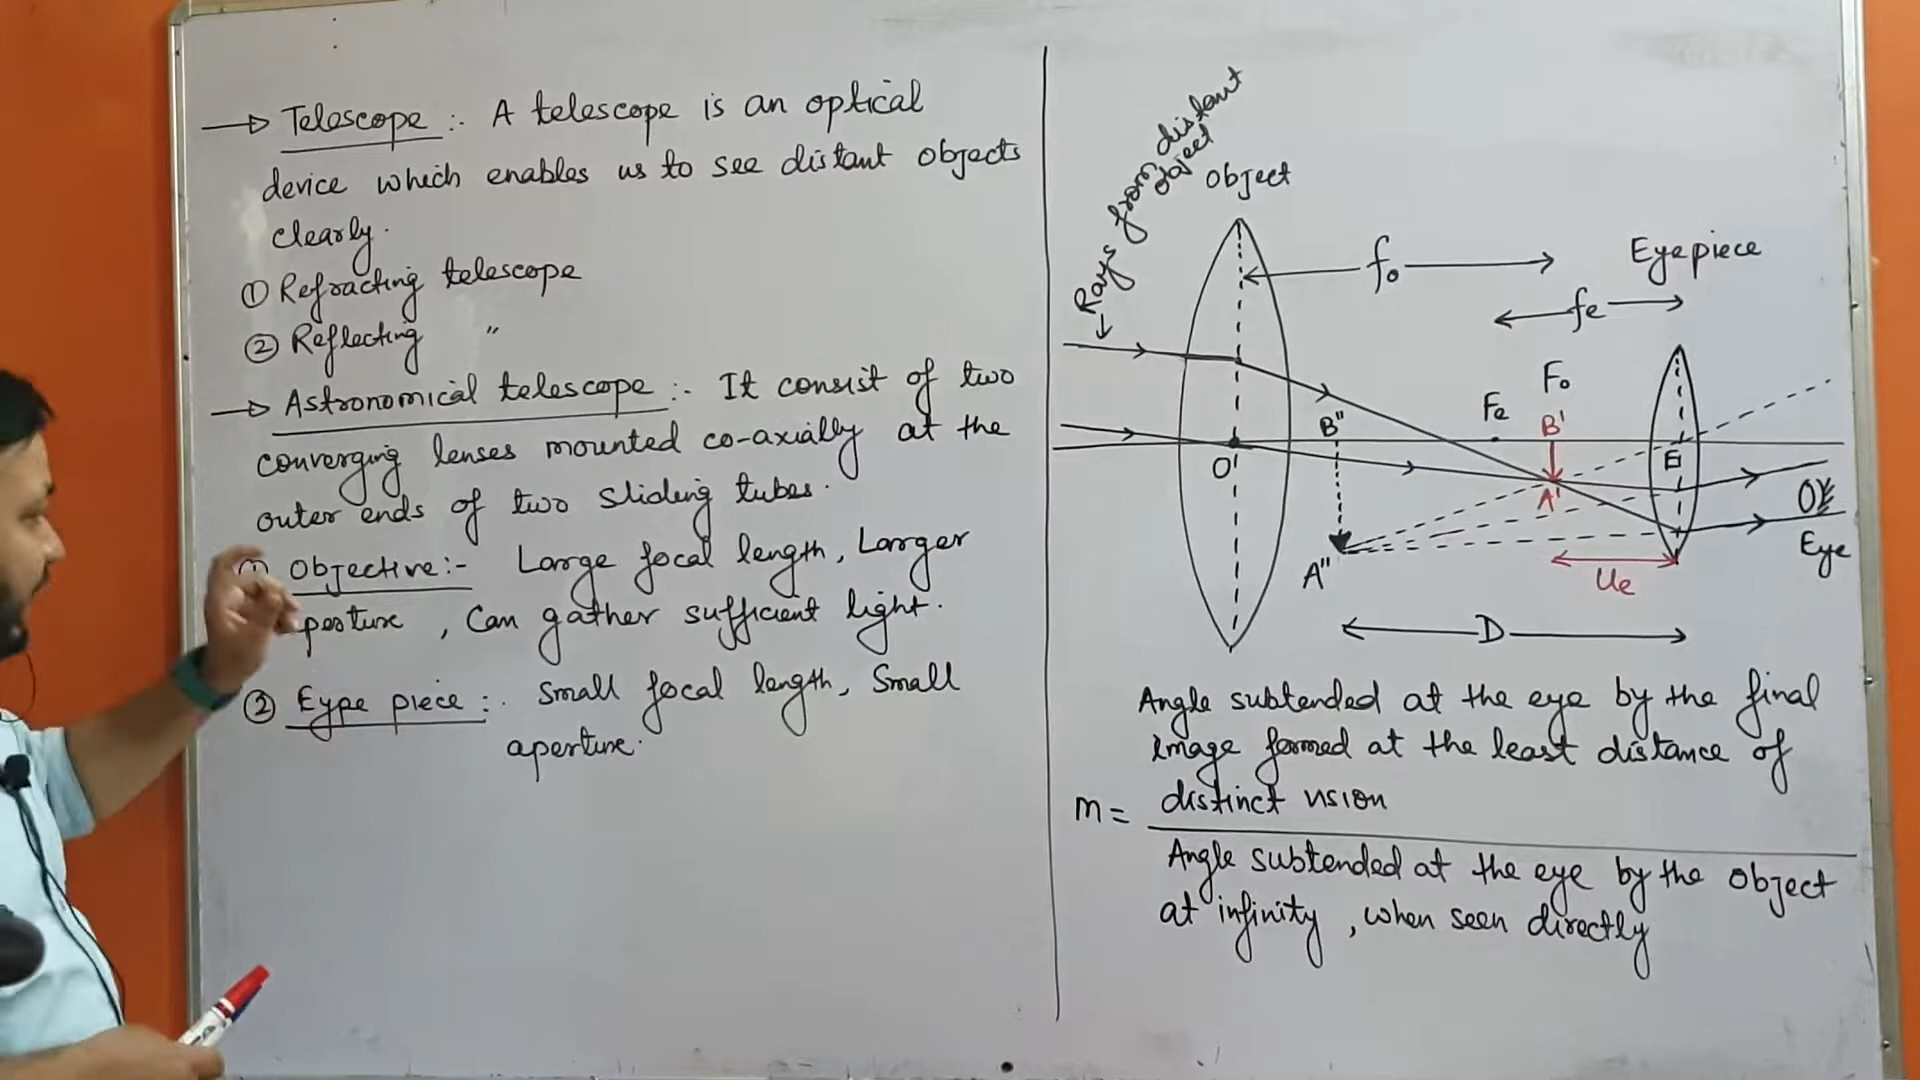 → Telescope :. A telescope is an optical
device which enables us to see distant objects
clearly.
① Refracting telescope
② Reflecting "
→ Astronomical telescope :. It consist of two
converging lenses mounted co-axially at the
outer ends of two sliding tubes.
Objective :- Large focal length, Larger
perture, Can gather sufficient light.
② Eype piece :. Small focal length, Small
aperture.
Rays from distant
object
object
fo
Eyepiece
fe
Fo
Fe
B"
B'
O'
E
A'
A"
Eye
ue
D
Angle subtended at the eye by the final
image formed at the least distance of
distinct vision
m =
Angle subtended at the eye by the object
at infinity, when seen directly